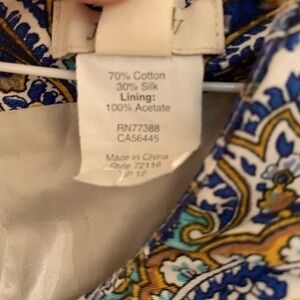 70% Cotton
30% Silk
Lining:
100% Acetate
RN77388
CA56445
Made in China
Style 72116
P 12